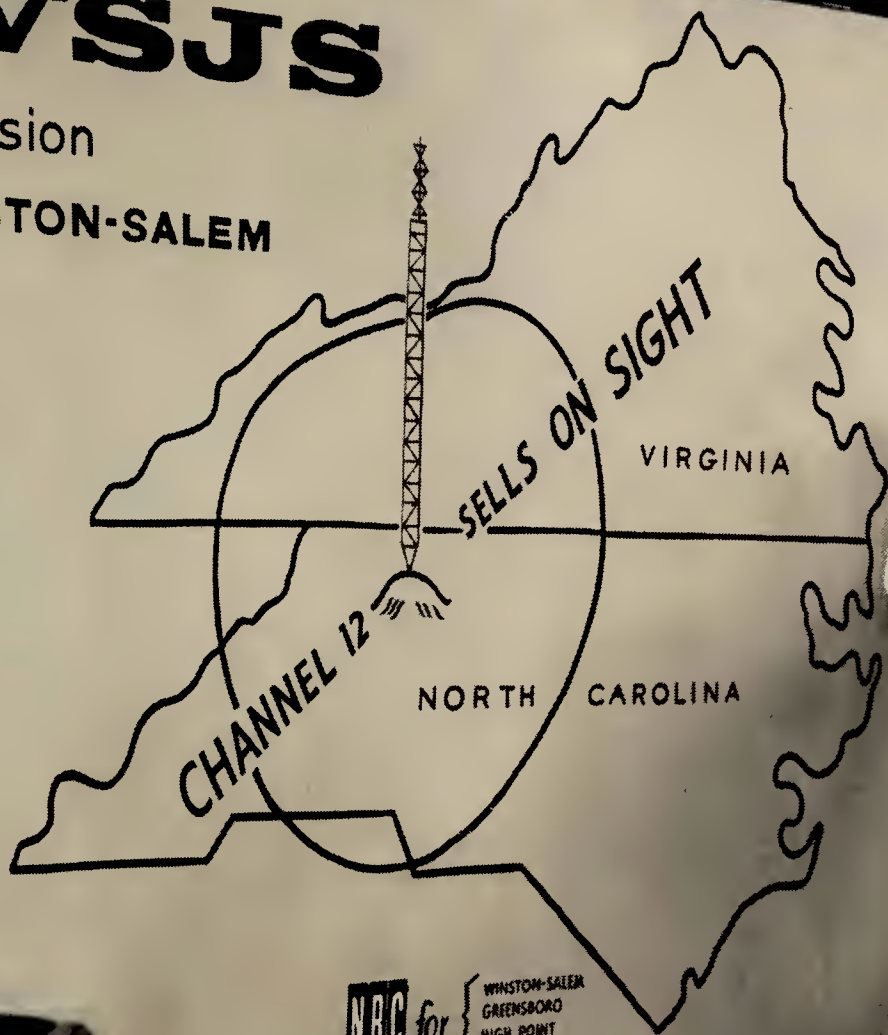 VSJS
sion
TON-SALEM
SELLS ON SIGHT
VIRGINIA
CHANNEL 12
NORTH CAROLINA
NBC for
WINSTON-SALEM
GREENSBORO
HIGH POINT